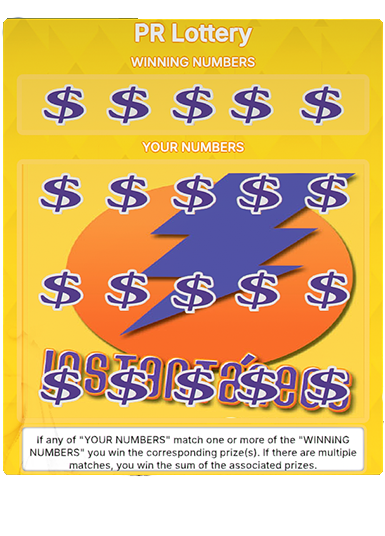 PR Lottery
WINNING NUMBERS
$ $ $ $ $
YOUR NUMBERS
$ $ $ $ $
$ $ $ $ $
Instantáneos
$ $ $ $ $
if any of "YOUR NUMBERS" match one or more of the "WINNiNG
NUMBERS" you win the corresponding prize(s). If there are multiple
matches, you win the sum of the associated prizes.